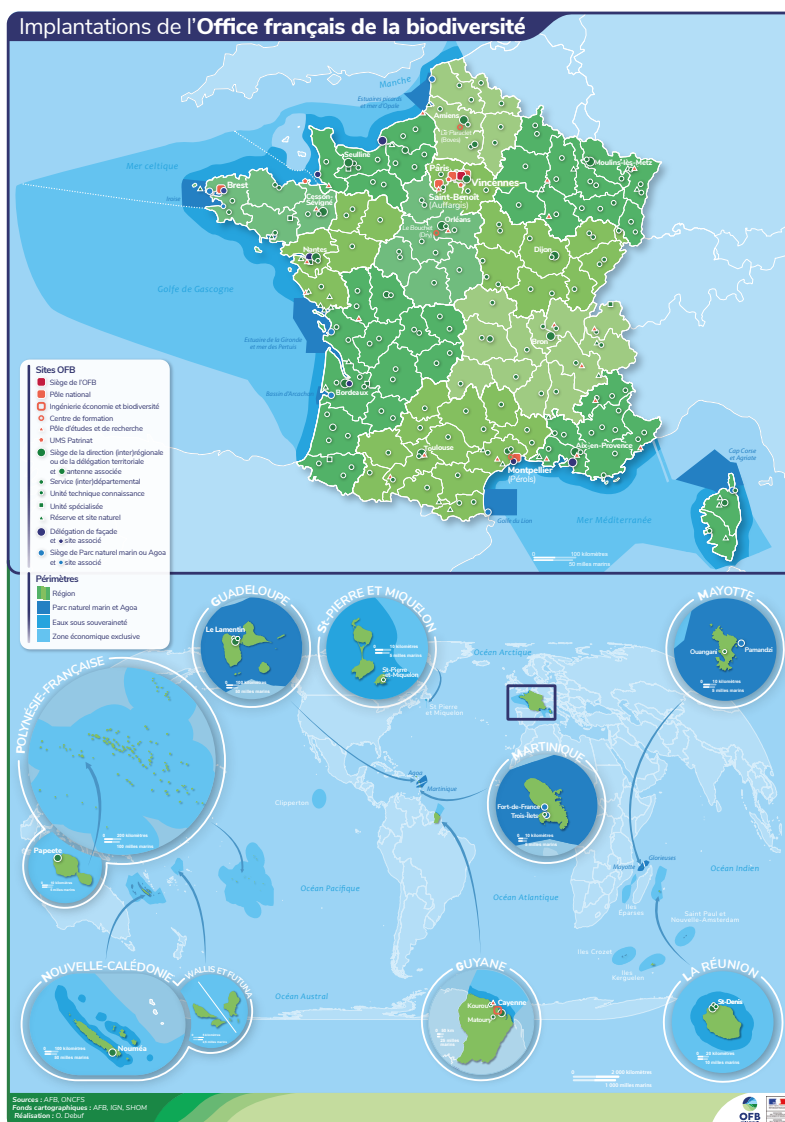 Implantations de l'Office français de la biodiversité
Manche
Estuaires picards
et mer d'Opale
Amiens
(Boves)
Mer celtique
Seulline
Moulins-lès-Metz
Paris
Vincennes
Brest
Iroise
Cesson-
Sévigné
Saint-Benoît
(Auffargis)
Orléans
Le Bouchet
(Dry)
Nantes
Dijon
Golfe de Gascogne
Estuaire de la Gironde
et mer des Pertuis
Bron
Bassin d'Arcachon
Bordeaux
Toulouse
Aix-en-Provence
Montpellier
(Pérols)
Golfe du Lion
Mer Méditerranée
Cap Corse
et Agriate
0 100 kilomètres
50 milles marins
Sites OFB
Siège de l'OFB
Pôle national
Ingénierie économie et biodiversité
Centre de formation
Pôle d'études et de recherche
UMS Patrinat
Siège de la direction (inter)régionale
ou de la délégation territoriale
et antenne associée
Service (inter)départemental
Unité technique connaissance
Unité spécialisée
Réserve et site naturel
Délégation de façade
et site associé
Siège de Parc naturel marin ou Agoa
et site associé
Périmètres
Région
Parc naturel marin et Agoa
Eaux sous souveraineté
Zone économique exclusive
GUADELOUPE
Le Lamentin
ST-PIERRE ET MIQUELON
St-Pierre
et-Miquelon
MAYOTTE
Ouangani
Pamandzi
Océan Arctique
St Pierre
et Miquelon
POLYNÉSIE-FRANÇAISE
Papeete
Clipperton
Agoa
Martinique
MARTINIQUE
Fort-de-France
Trois-Îlets
Mayotte
Glorieuses
Océan Indien
Océan Pacifique
Océan Atlantique
Iles
Éparses
Saint Paul et
Nouvelle-Amsterdam
Iles Crozet
Iles
Kerguelen
Océan Austral
NOUVELLE-CALÉDONIE
Nouméa
WALLIS ET FUTUNA
GUYANE
Kourou
Cayenne
Matoury
LA RÉUNION
St-Denis
0 2 000 kilomètres
1 000 milles marins
Sources : AFB, ONCFS
Fonds cartographiques : AFB, IGN, SHOM
Réalisation : O. Debuf
OFB